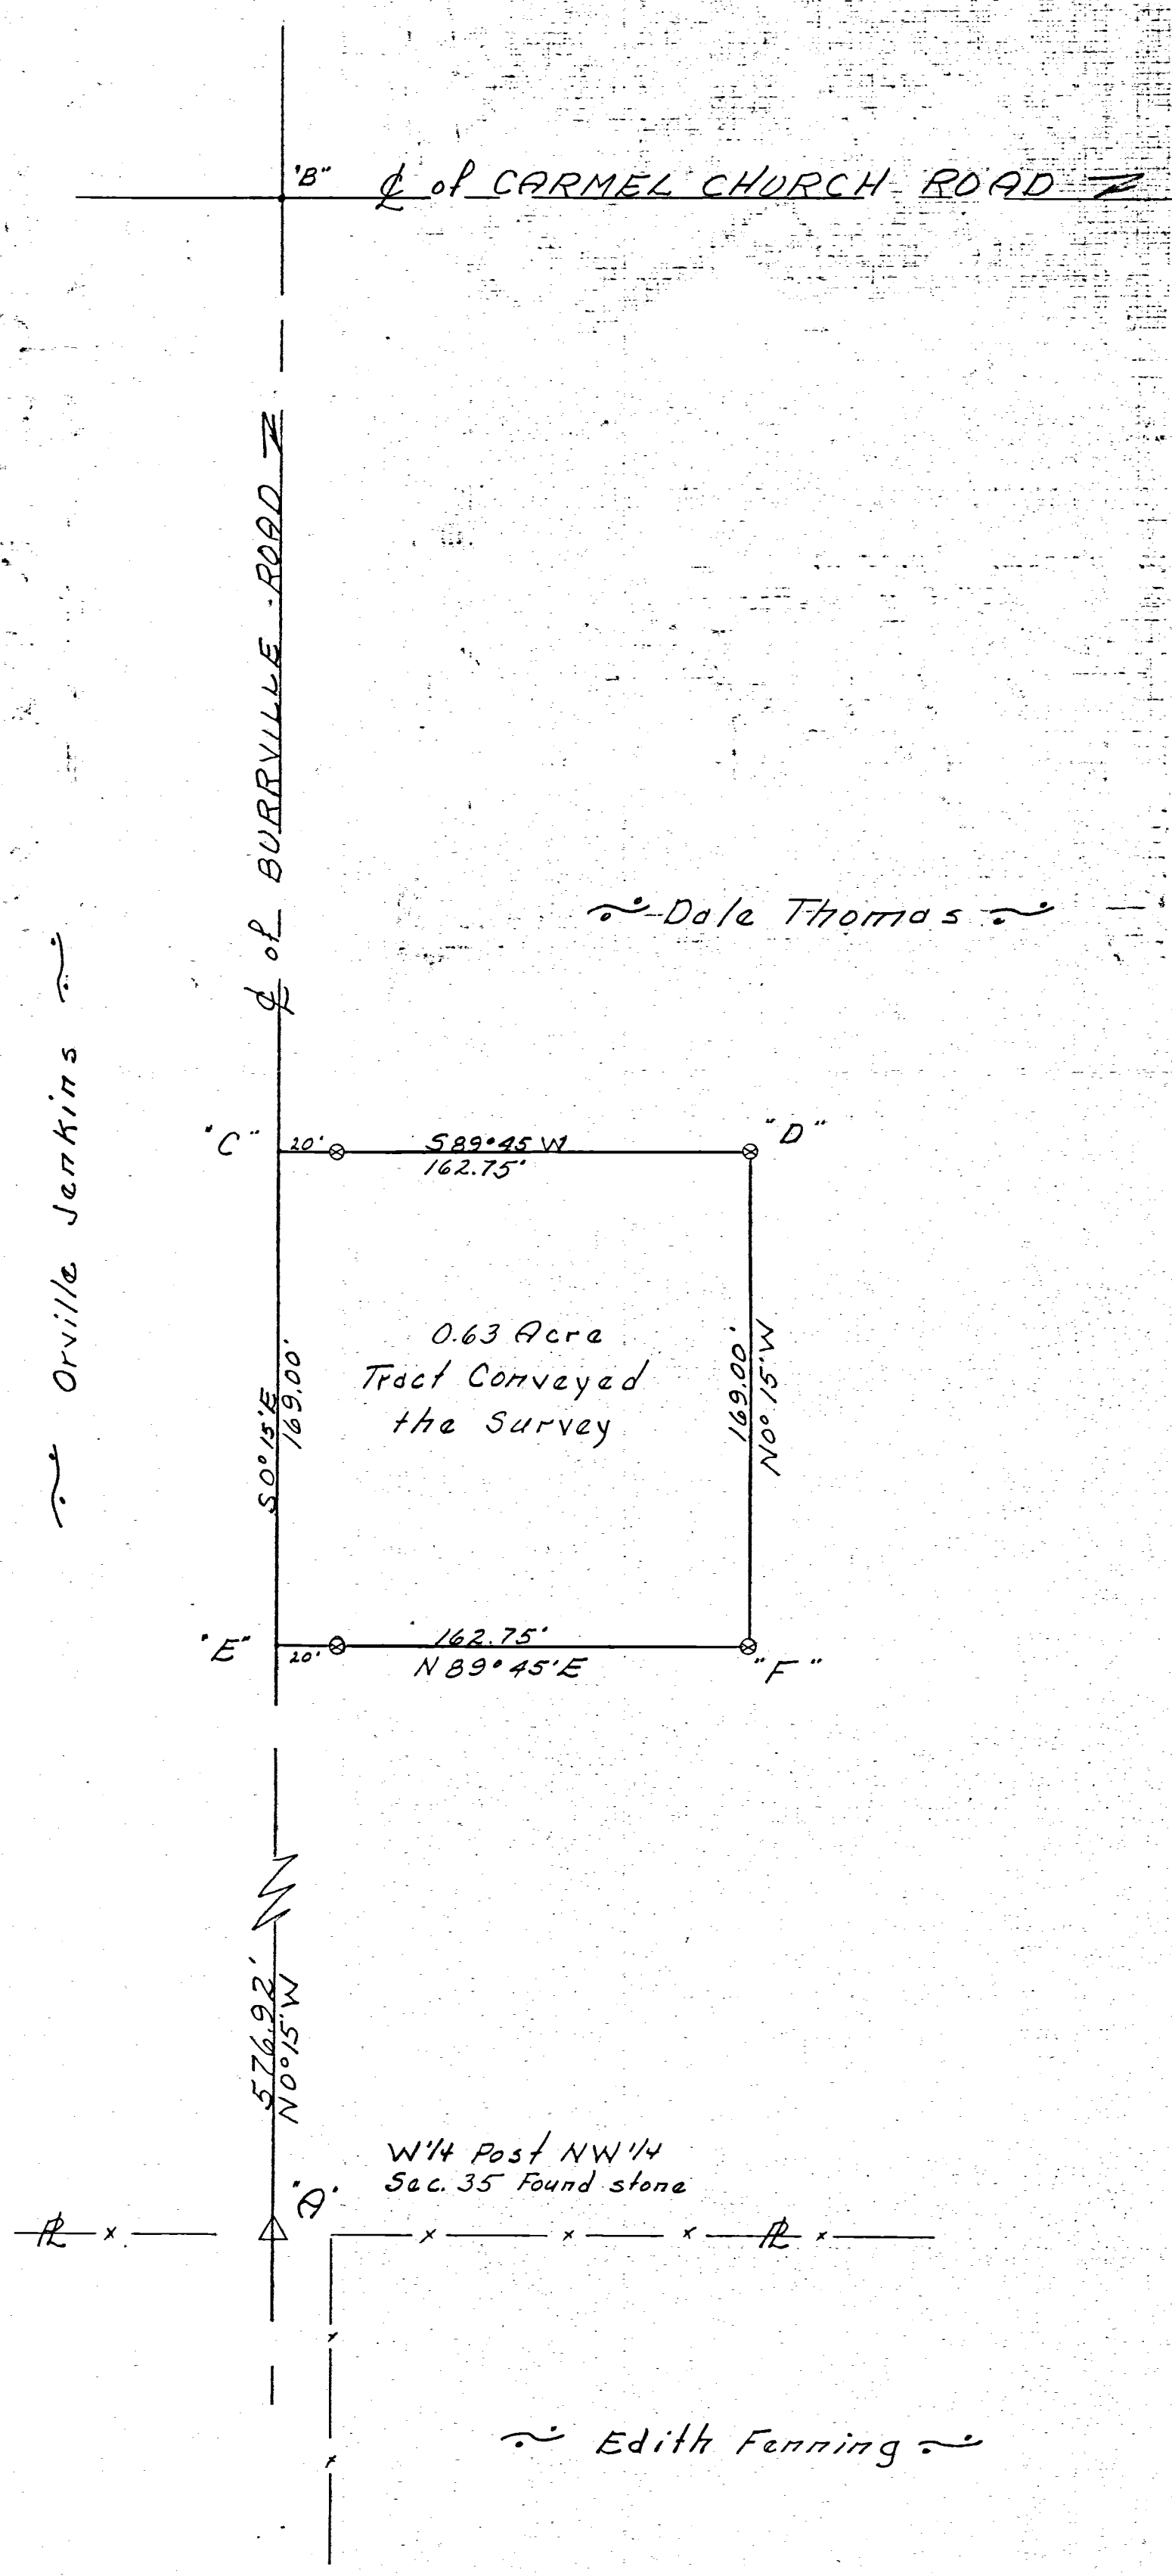 "B" ℄ of CARMEL CHURCH ROAD
℄ of BURRVILLE ROAD
Dale Thomas
Orville Jenkins
"C" 20' S89°45 W "D"
162.75'
0.63 Acre
Tract Conveyed
the Survey
S0°15'E
169.00'
169.00'
N0°15'W
"E" 20' 162.75' "F"
N89°45'E
576.92'
N0°15'W
W1/4 Post NW 1/4
Sec. 35 Found stone
"A"
℄ x x x x ℄ x
Edith Fenning